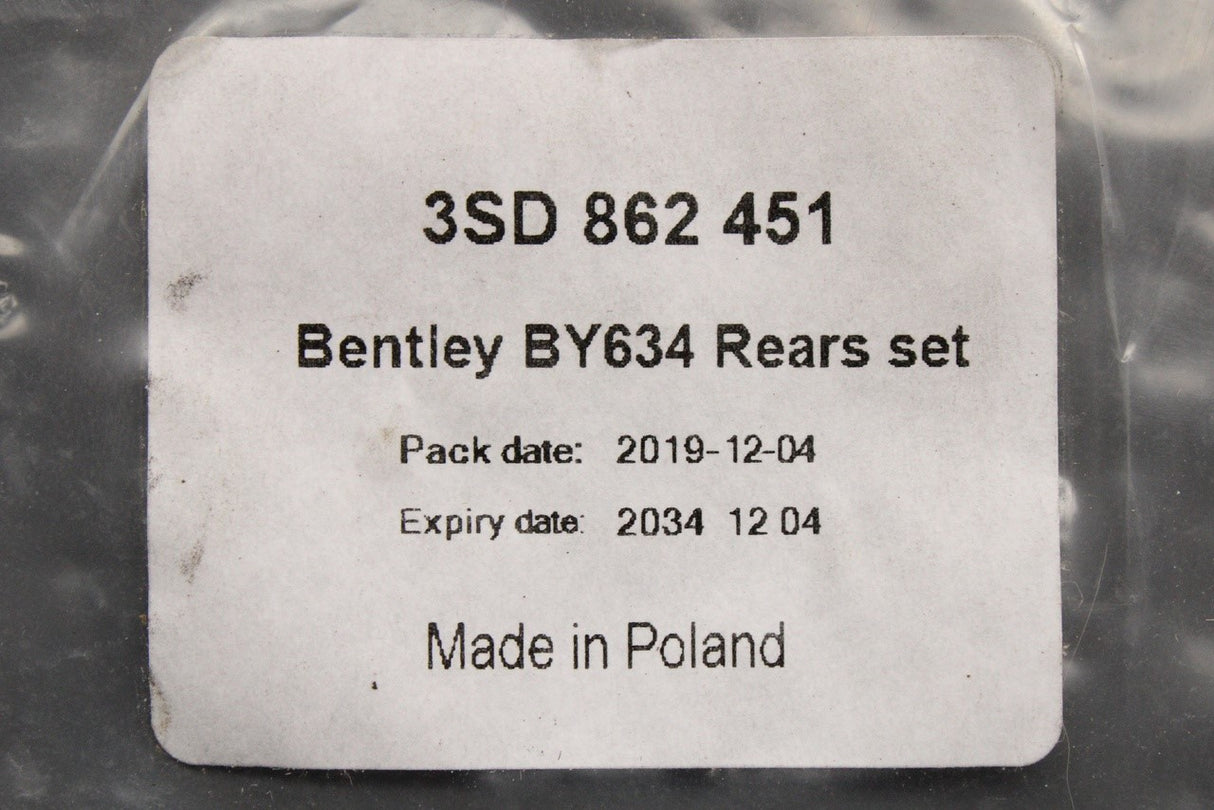 3SD 862 451
Bentley BY634 Rears set
Pack date: 2019-12-04
Expiry date: 2034 12 04
Made in Poland